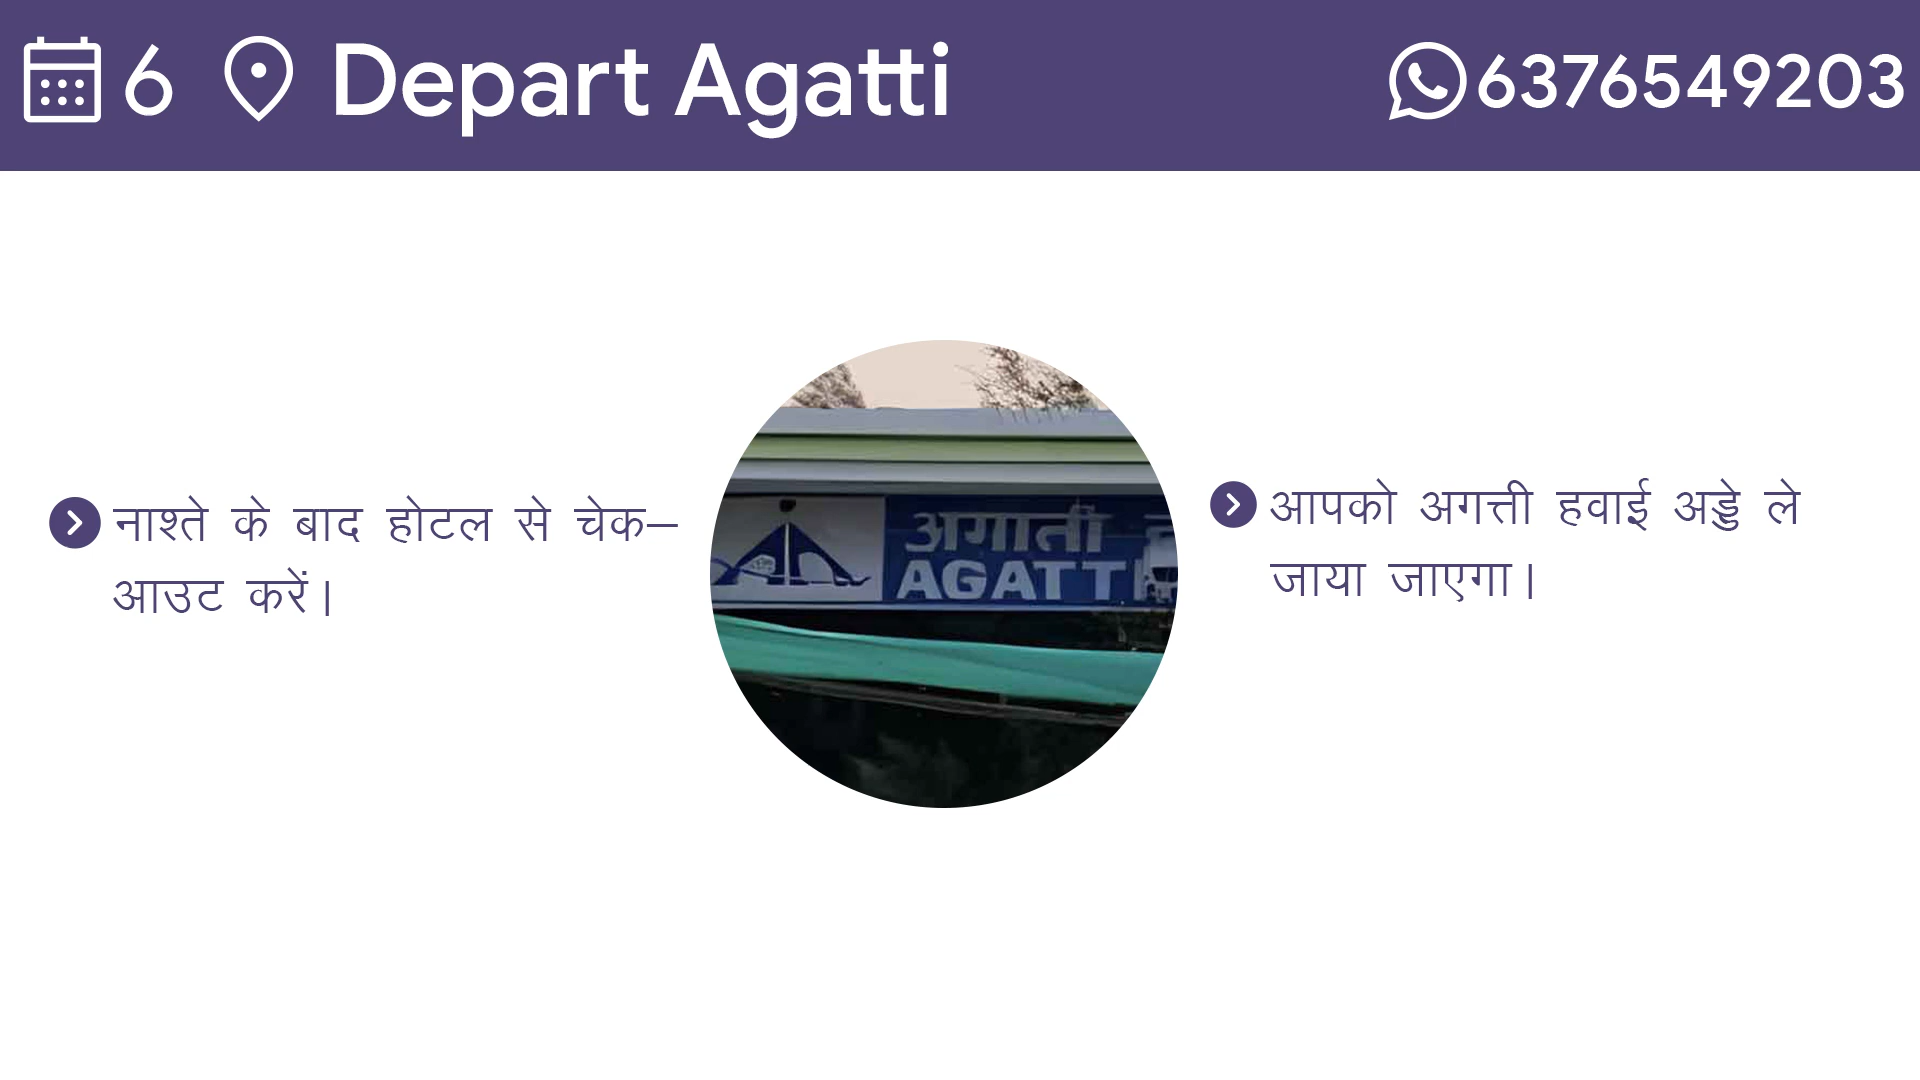 6 Depart Agatti 6376549203
नाश्ते के बाद होटल से चेक–
आउट करें।
अगाती
AGATTI
आपको अगत्ती हवाई अड्डे ले
जाया जाएगा।